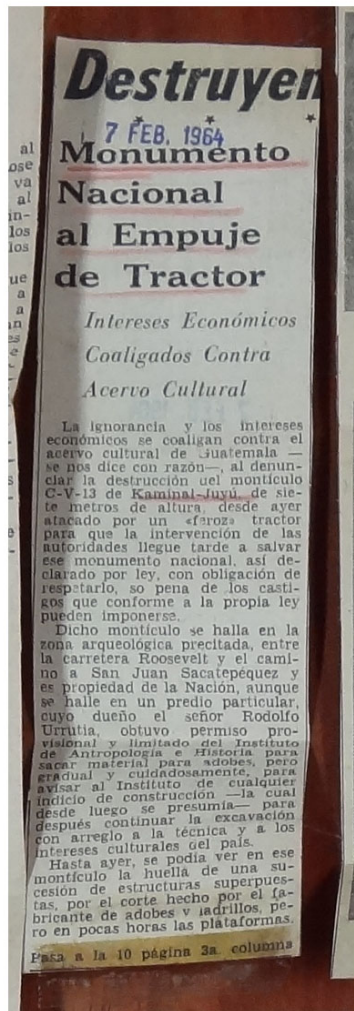 Destruyen
7 FEB. 1964
Monumento
Nacional
al Empuje
de Tractor
Intereses Económicos
Coaligados Contra
Acervo Cultural
La ignorancia y los intereses
económicos se coaligan contra el
acervo cultural de Guatemala —
se nos dice con razón—, al denun-
ciar la destrucción del montículo
C-V-13 de Kaminal-Juyú, de sie-
te metros de altura, desde ayer
atacado por un «feroz» tractor
para que la intervención de las
autoridades llegue tarde a salvar
ese monumento nacional, así de-
clarado por ley, con obligación de
respetarlo, so pena de los casti-
gos que conforme a la propia ley
pueden imponerse.
Dicho montículo se halla en la
zona arqueológica precitada, entre
la carretera Roosevelt y el cami-
no a San Juan Sacatepéquez y
es propiedad de la Nación, aunque
se halle en un predio particular,
cuyo dueño el señor Rodolfo
Urrutia, obtuvo permiso pro-
visional y limitado del Instituto
de Antropología e Historia para
sacar material para adobes, pero
gradual y cuidadosamente, para
avisar al Instituto de cualquier
indicio de construcción —la cual
desde luego se presumía— para
después continuar la excavación
con arreglo a la técnica y a los
intereses culturales del país.
Hasta ayer, se podía ver en ese
montículo la huella de una su-
cesión de estructuras superpues-
tas, por el corte hecho por el fa-
bricante de adobes y ladrillos, pe-
ro en pocas horas las plataformas.
Pasa a la 10 página 3a. columna
al
ose
va
al
in-
los
los
ue
a
a